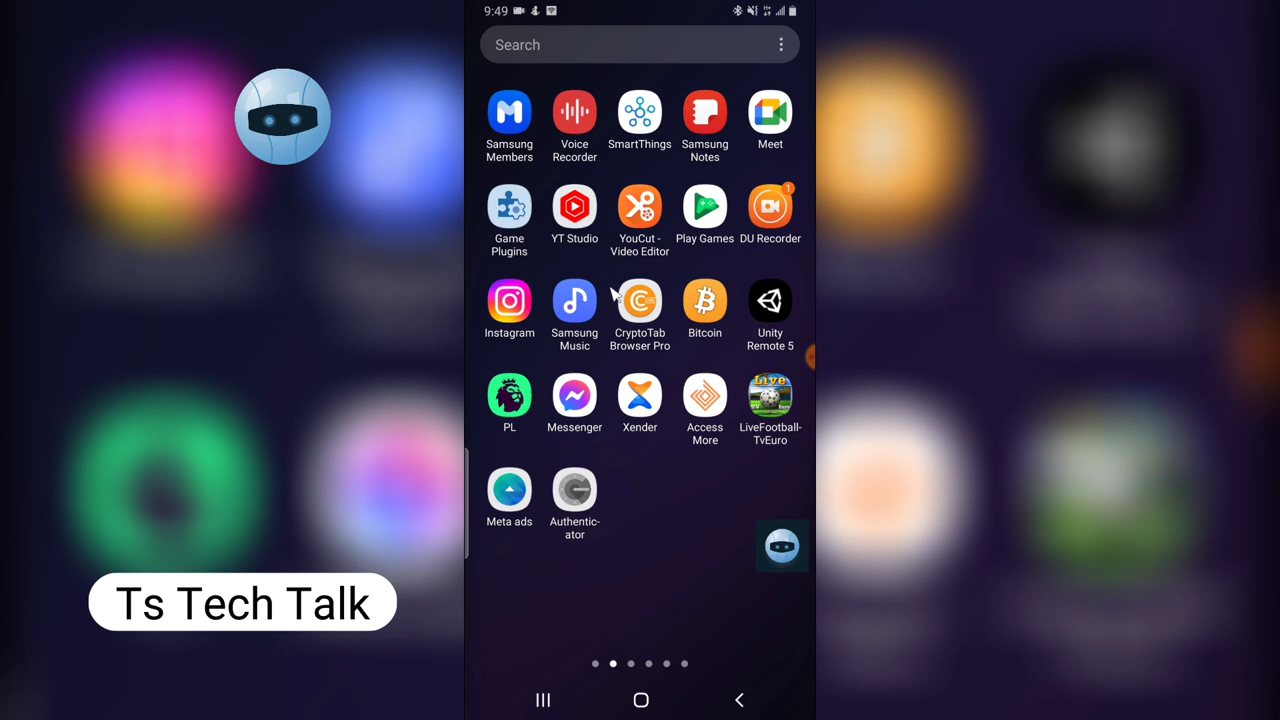 9:49
Search
Samsung Members
Voice Recorder
SmartThings
Samsung Notes
Meet
Game Plugins
YT Studio
YouCut - Video Editor
Play Games
DU Recorder
1
Instagram
Samsung Music
CryptoTab Browser Pro
Bitcoin
Unity Remote 5
PL
Messenger
Xender
Access More
Live
LiveFootball-
TvEuro
Meta ads
Authentic-
ator
Ts Tech Talk